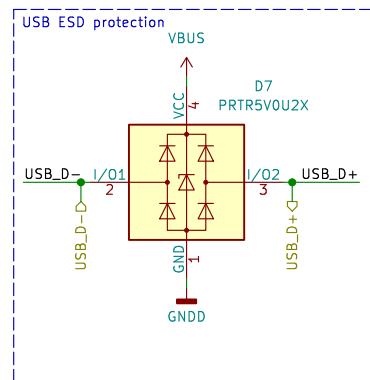 USB ESD protection
VBUS
D7
PRTR5V0U2X
VCC
4
USB_D-
I/O1
2
I/O2
3
USB_D+
USB_D-
USB_D+
GND
1
GNDD